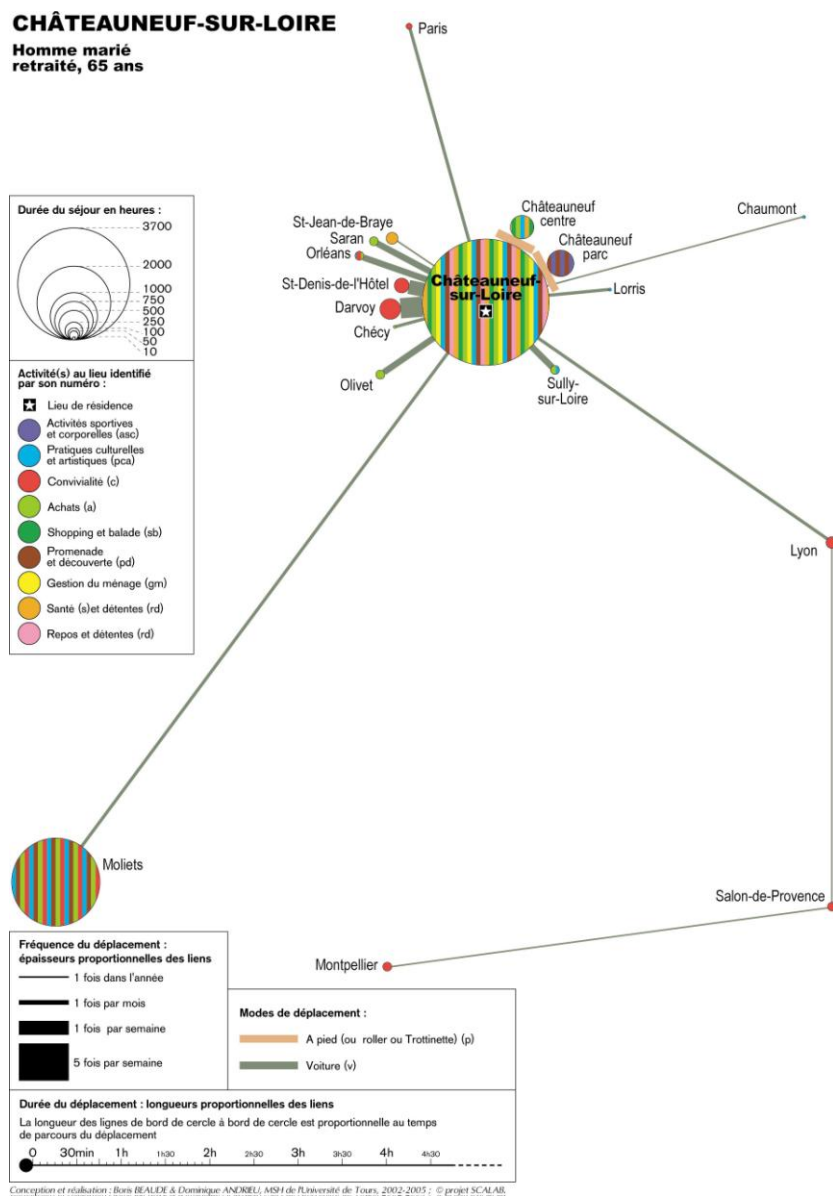 CHÂTEAUNEUF-SUR-LOIRE
Homme marié
retraité, 65 ans
Paris
Durée du séjour en heures :
3700
2000
1000
750
500
250
100
50
10
Activité(s) au lieu identifié
par son numéro :
Lieu de résidence
Activités sportives
et corporelles (asc)
Pratiques culturelles
et artistiques (pca)
Convivialité (c)
Achats (a)
Shopping et balade (sb)
Promenade
et découverte (pd)
Gestion du ménage (gm)
Santé (s)et détentes (rd)
Repos et détentes (rd)
St-Jean-de-Braye
Saran
Orléans
St-Denis-de-l'Hôtel
Darvoy
Chécy
Olivet
Châteauneuf
centre
Châteauneuf
parc
Châteauneuf-
sur-Loire
Chaumont
Lorris
Sully-
sur-Loire
Lyon
Moliets
Salon-de-Provence
Montpellier
Fréquence du déplacement :
épaisseurs proportionnelles des liens
1 fois dans l'année
1 fois par mois
1 fois par semaine
5 fois par semaine
Modes de déplacement :
A pied (ou roller ou Trottinette) (p)
Voiture (v)
Durée du déplacement : longueurs proportionnelles des liens
La longueur des lignes de bord de cercle à bord de cercle est proportionnelle au temps
de parcours du déplacement
0 30min 1h 1h30 2h 2h30 3h 3h30 4h 4h30
Conception et réalisation : Boris BEAUDE & Dominique ANDRIEU, MSH de l'Université de Tours, 2002-2005 ; © projet SCALAB.